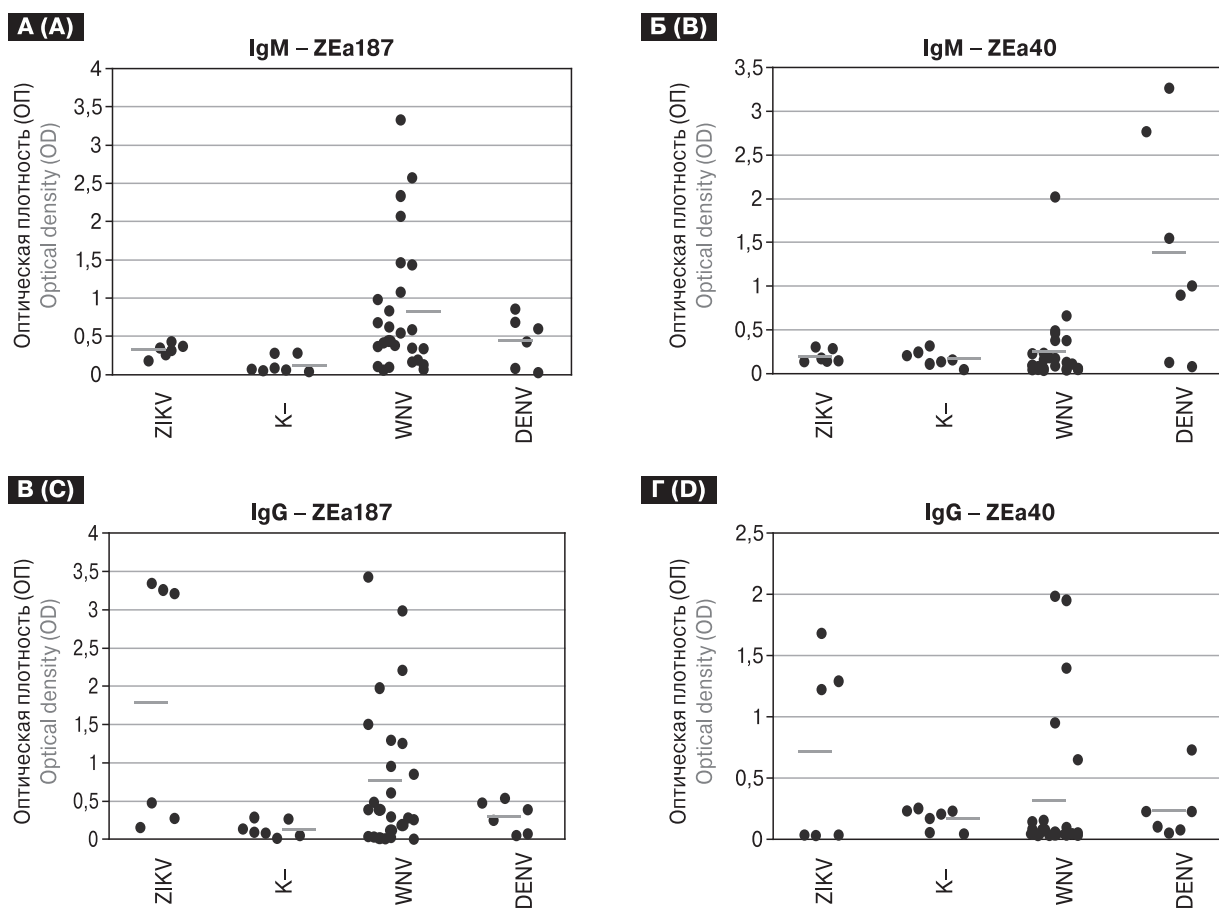 А (A)
IgM – ZEa187
Оптическая плотность (ОП)
Optical density (OD)
4
3,5
3
2,5
2
1,5
1
0,5
0
ZIKV
K–
WNV
DENV
Б (B)
IgM – ZEa40
Оптическая плотность (ОП)
Optical density (OD)
3,5
3
2,5
2
1,5
1
0,5
0
ZIKV
K–
WNV
DENV
В (C)
IgG – ZEa187
Оптическая плотность (ОП)
Optical density (OD)
4
3,5
3
2,5
2
1,5
1
0,5
0
ZIKV
K–
WNV
DENV
Г (D)
IgG – ZEa40
Оптическая плотность (ОП)
Optical density (OD)
2,5
2
1,5
1
0,5
0
ZIKV
K–
WNV
DENV